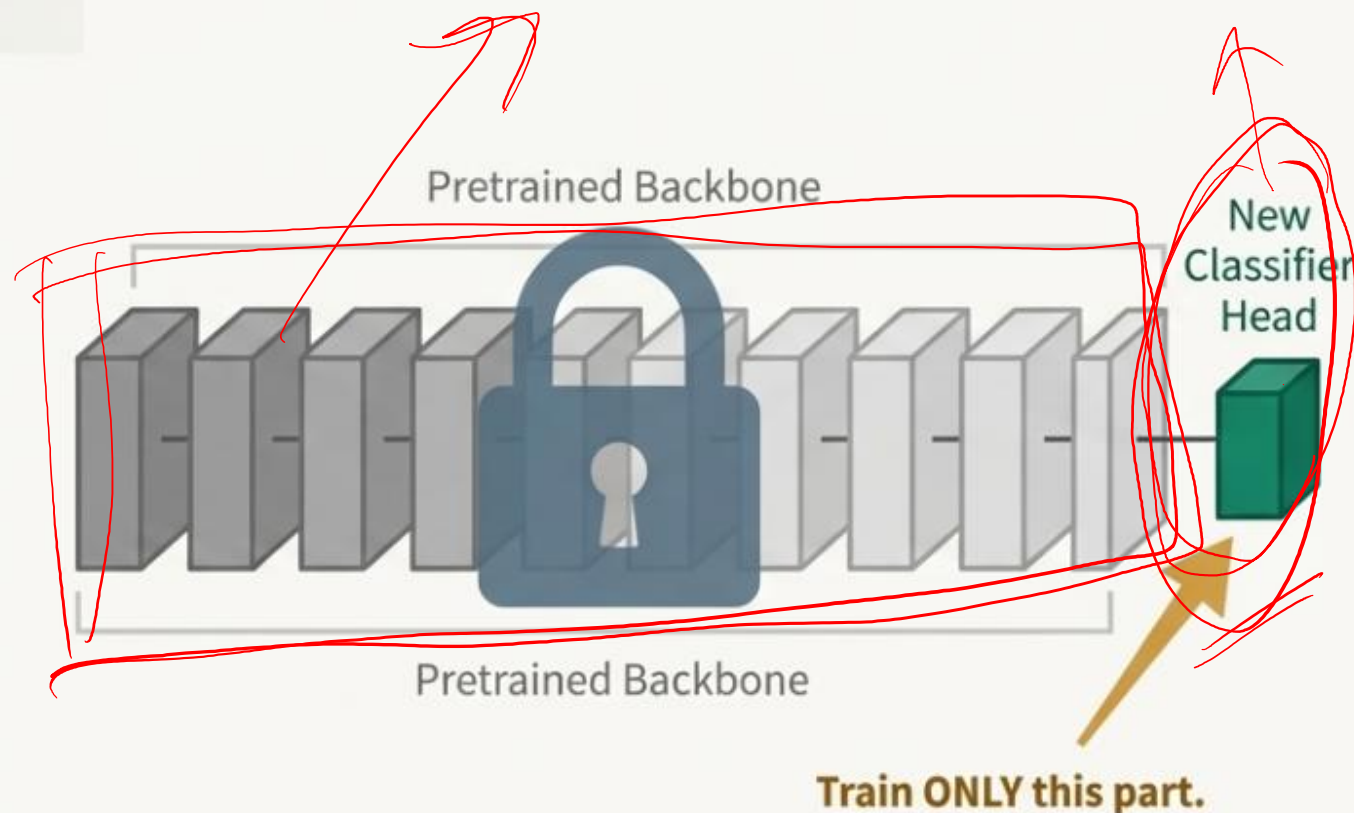 Pretrained Backbone
New
Classifier
Head
Pretrained Backbone
Train ONLY this part.